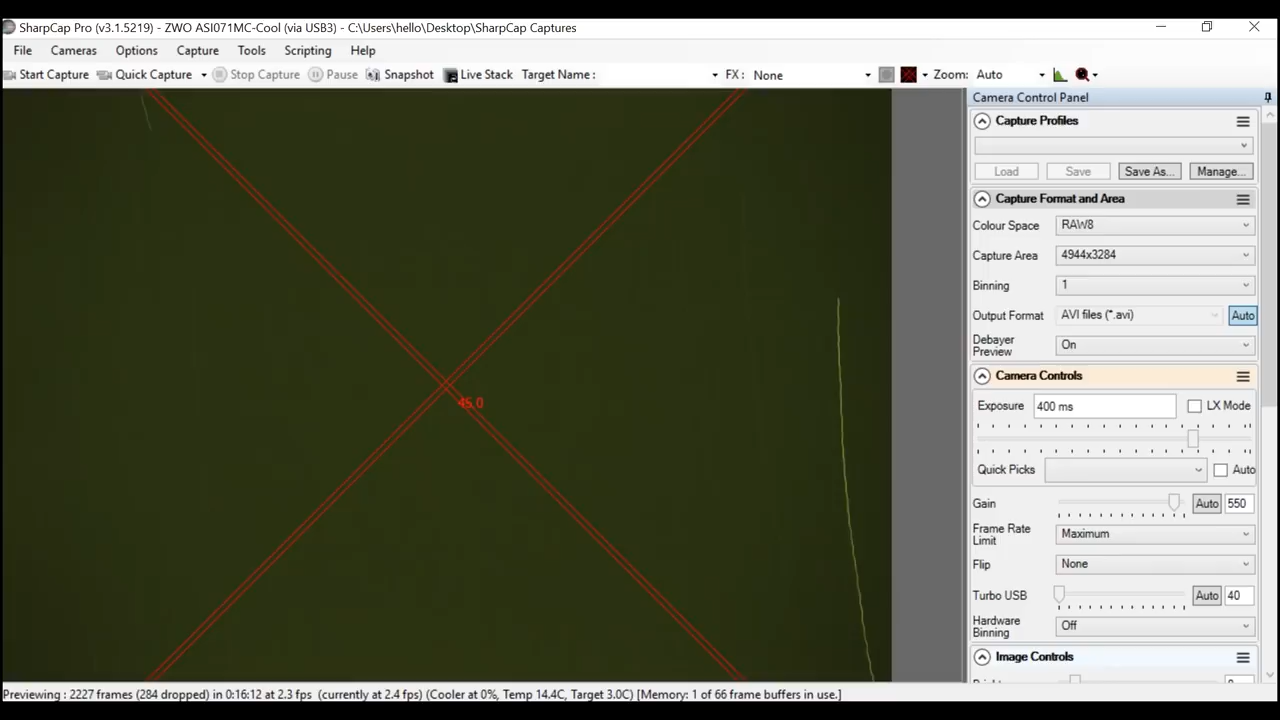 SharpCap Pro (v3.1.5219) - ZWO ASI071MC-Cool (via USB3) - C:\Users\hello\Desktop\SharpCap Captures
File Cameras Options Capture Tools Scripting Help
Start Capture Quick Capture Stop Capture Pause Snapshot Live Stack Target Name : FX : None Zoom: Auto
Camera Control Panel
Capture Profiles
Load Save Save As... Manage...
Capture Format and Area
Colour Space RAW8
Capture Area 4944x3284
Binning 1
Output Format AVI files (*.avi) Auto
Debayer
Preview On
Camera Controls
Exposure 400 ms LX Mode
45.0
Quick Picks Auto
Gain Auto 550
Frame Rate
Limit Maximum
Flip None
Turbo USB Auto 40
Hardware
Binning Off
Image Controls
Previewing : 2227 frames (284 dropped) in 0:16:12 at 2.3 fps (currently at 2.4 fps) (Cooler at 0%, Temp 14.4C, Target 3.0C) [Memory: 1 of 66 frame buffers in use.]